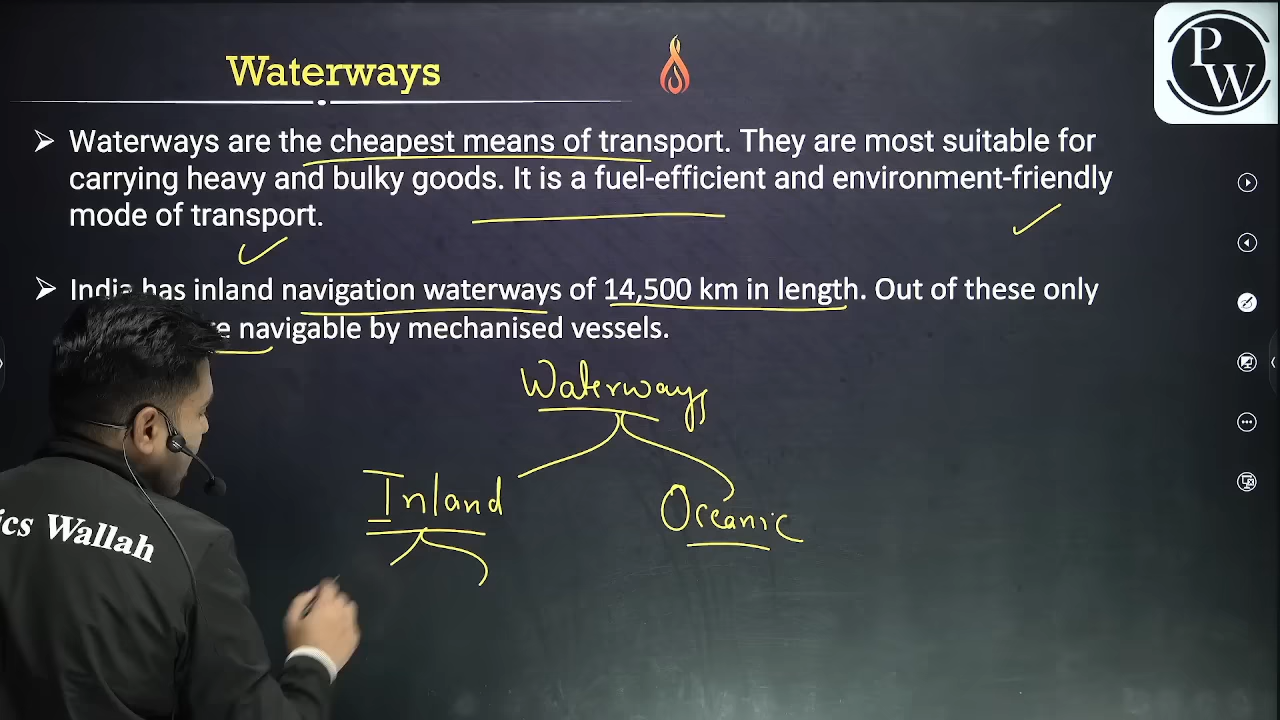 Waterways
PW
Waterways are the cheapest means of transport. They are most suitable for
carrying heavy and bulky goods. It is a fuel-efficient and environment-friendly
mode of transport.
India has inland navigation waterways of 14,500 km in length. Out of these only
navigable by mechanised vessels.
Waterways
Inland Oceanic
ics Wallah